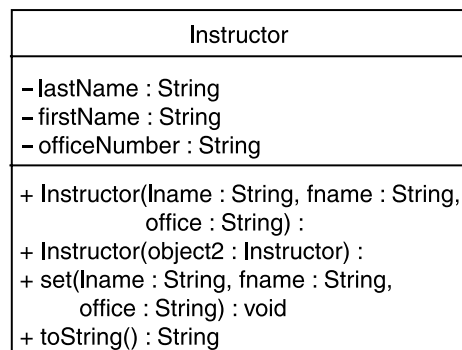 Instructor
– lastName : String
– firstName : String
– officeNumber : String
+ Instructor(lname : String, fname : String,
office : String) :
+ Instructor(object2 : Instructor) :
+ set(lname : String, fname : String,
office : String) : void
+ toString() : String